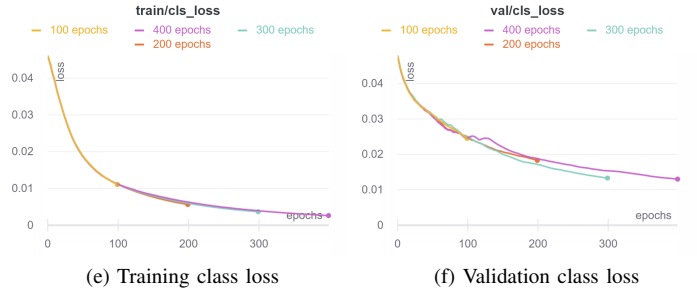 train/cls_loss
100 epochs 400 epochs 300 epochs
200 epochs
loss
0.04
0.03
0.02
0.01
0
epochs
0 100 200 300
(e) Training class loss
val/cls_loss
100 epochs 400 epochs 300 epochs
200 epochs
loss
0.04
0.03
0.02
0.01
0
epochs
0 100 200 300
(f) Validation class loss